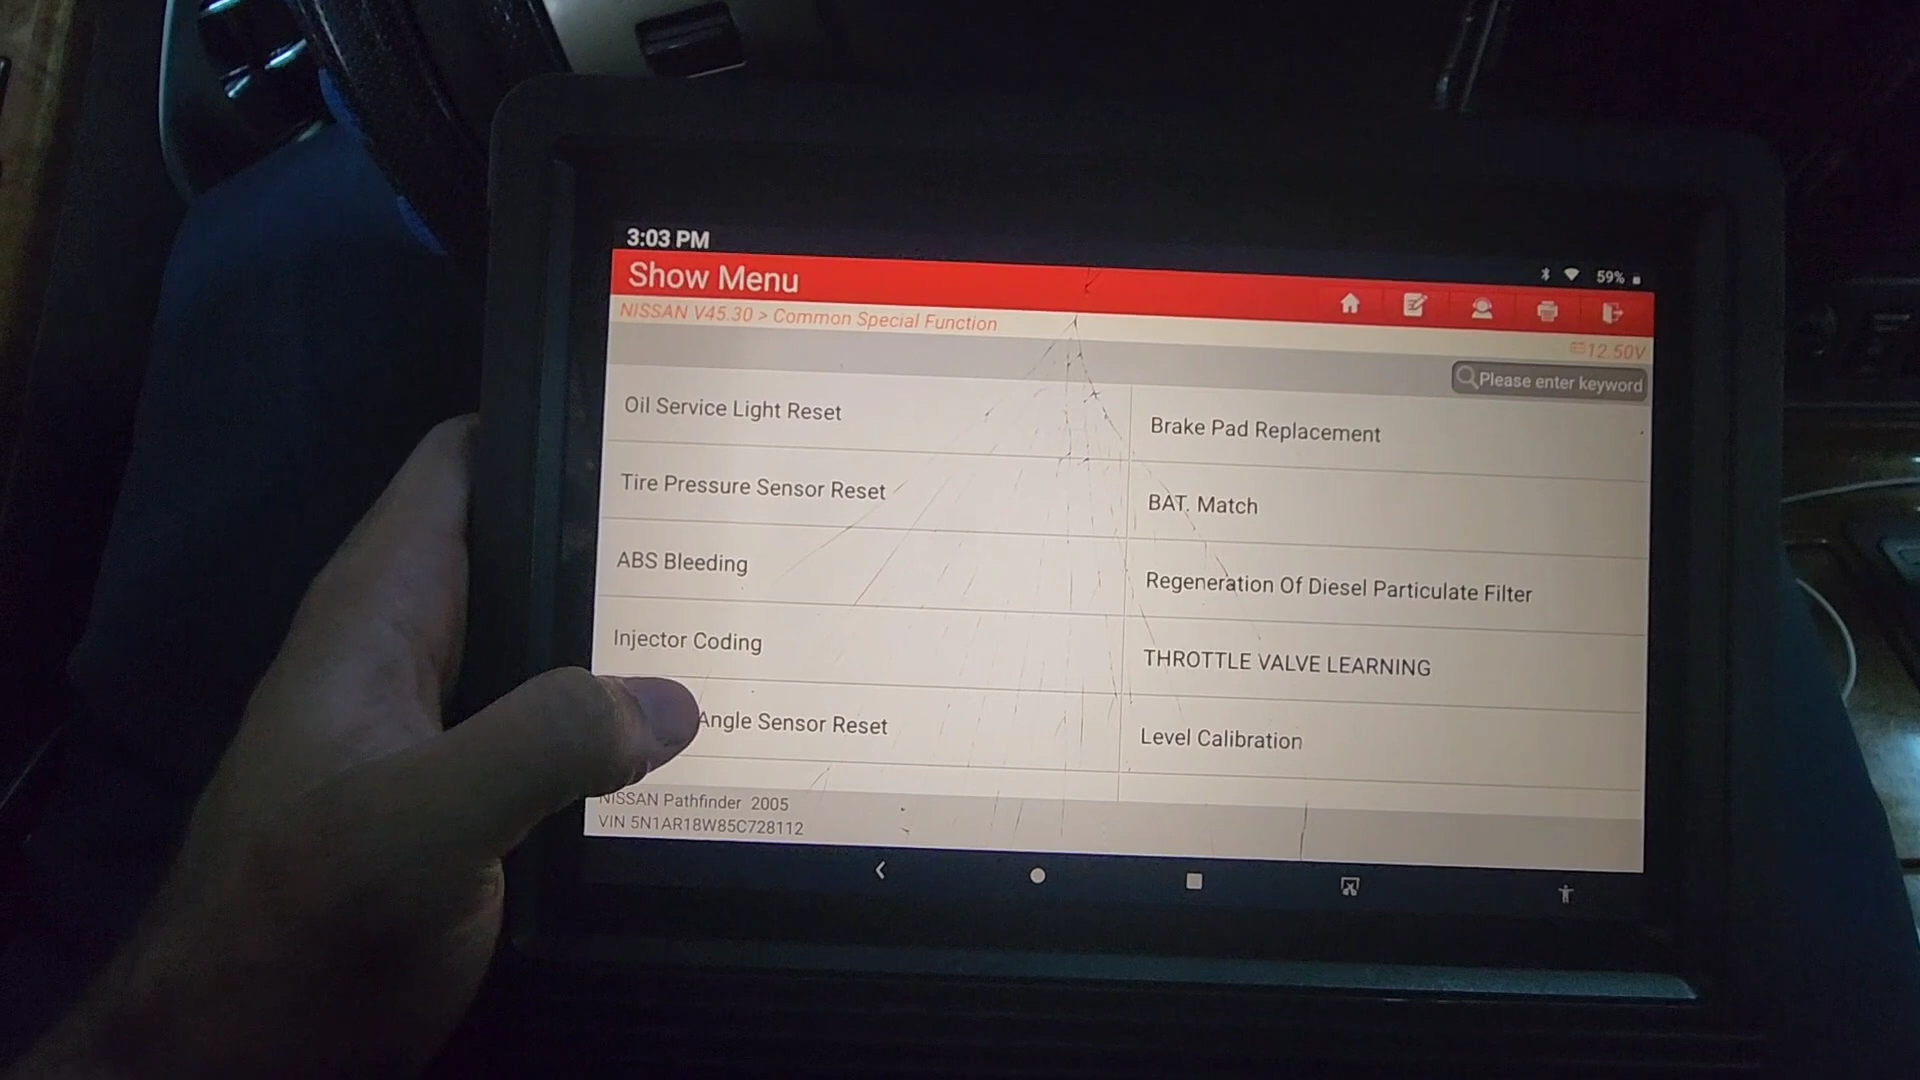 3:03 PM
59%
Show Menu
NISSAN V45.30 > Common Special Function
12.50V
Please enter keyword
Oil Service Light Reset
Brake Pad Replacement
Tire Pressure Sensor Reset
BAT. Match
ABS Bleeding
Regeneration Of Diesel Particulate Filter
Injector Coding
THROTTLE VALVE LEARNING
Angle Sensor Reset
Level Calibration
NISSAN Pathfinder 2005
VIN 5N1AR18W85C728112